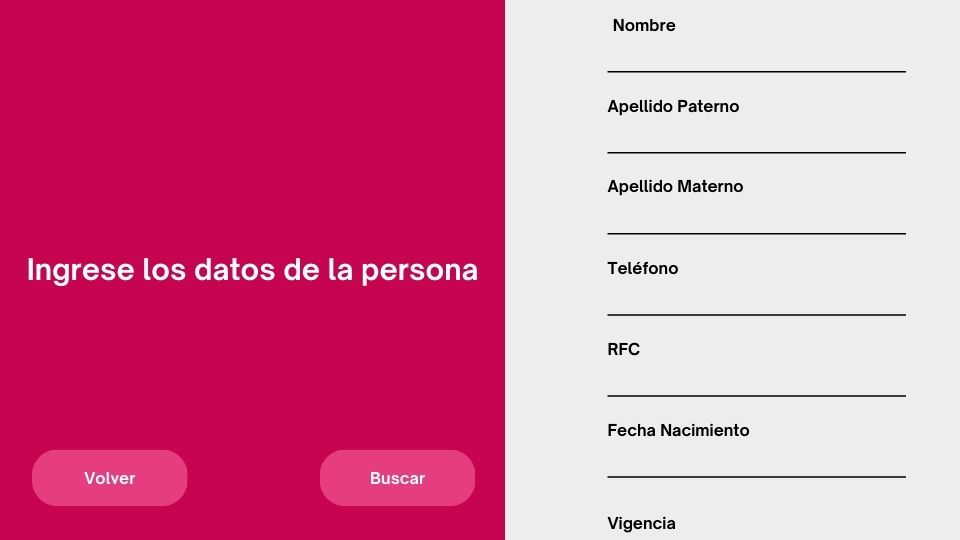 Ingrese los datos de la persona
Volver
Buscar
Nombre
Apellido Paterno
Apellido Materno
Teléfono
RFC
Fecha Nacimiento
Vigencia